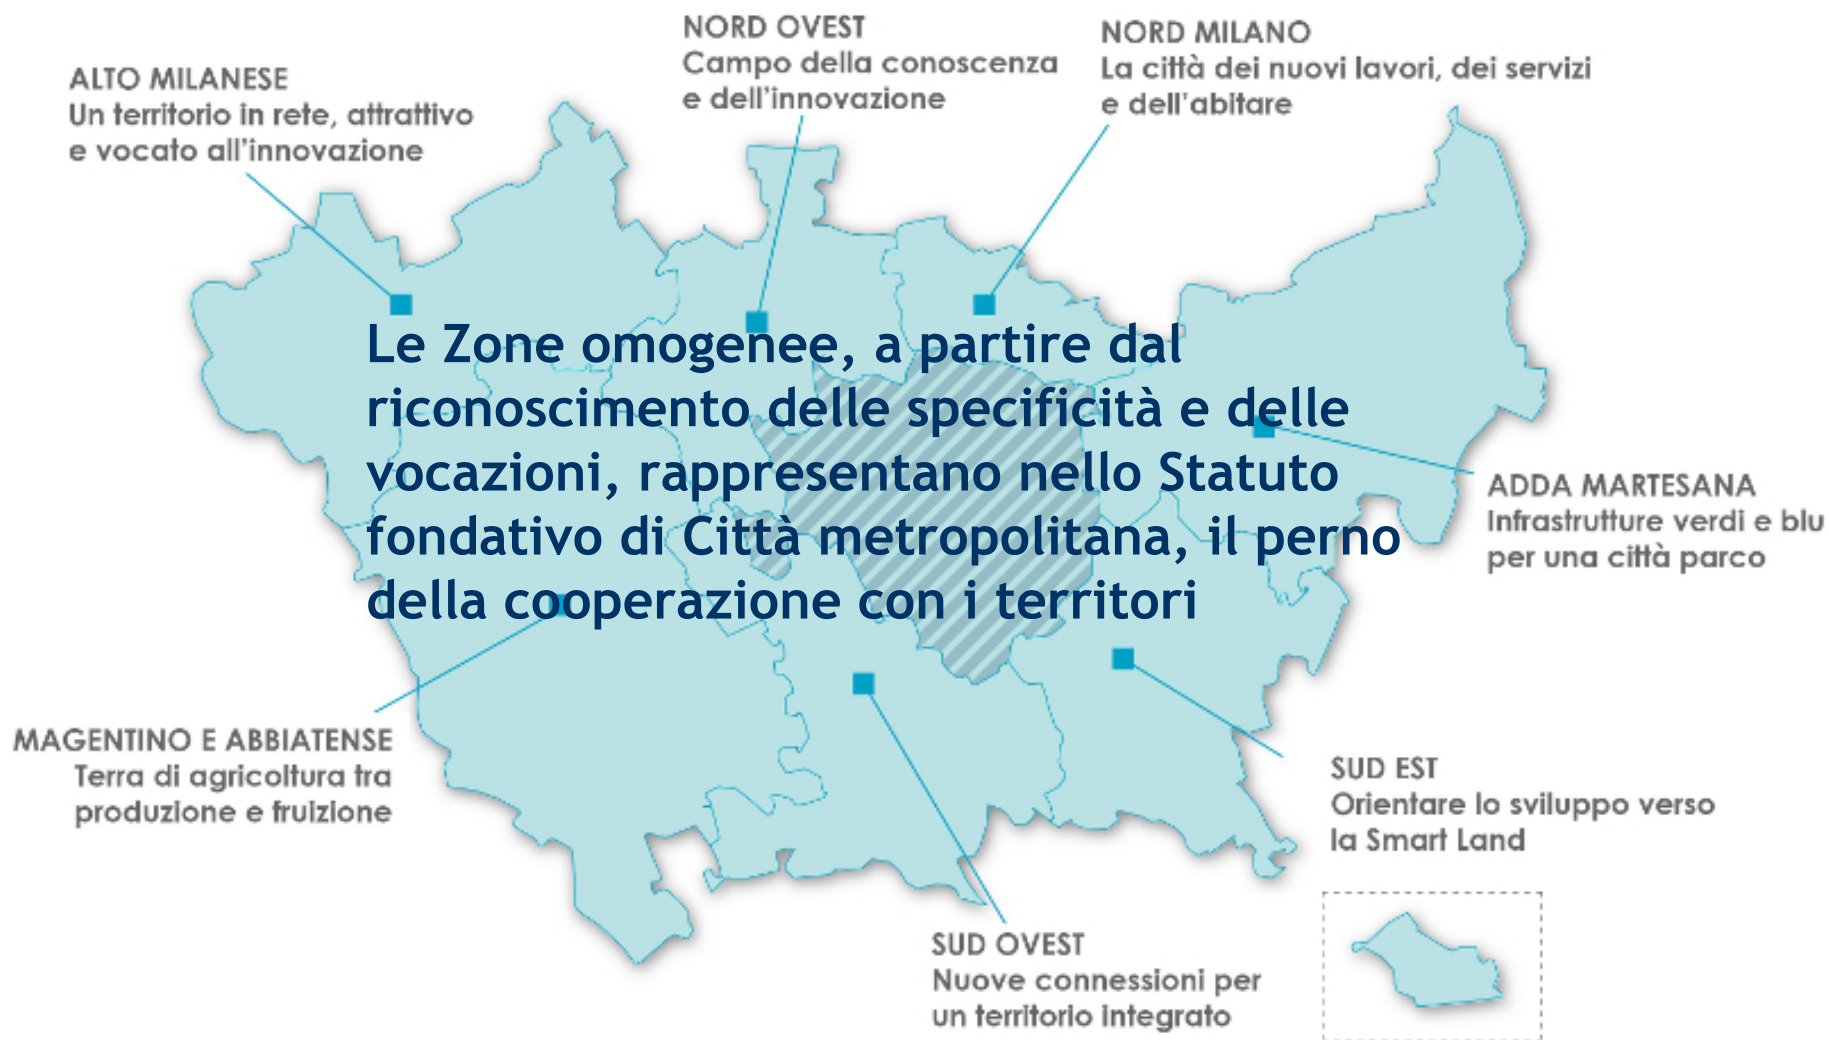 NORD OVEST
Campo della conoscenza
e dell'innovazione
NORD MILANO
La città dei nuovi lavori, dei servizi
e dell'abitare
ALTO MILANESE
Un territorio in rete, attrattivo
e vocato all'innovazione
Le Zone omogenee, a partire dal
riconoscimento delle specificità e delle
vocazioni, rappresentano nello Statuto
fondativo di Città metropolitana, il perno
della cooperazione con i territori
ADDA MARTESANA
Infrastrutture verdi e blu
per una città parco
MAGENTINO E ABBIATENSE
Terra di agricoltura tra
produzione e fruizione
SUD EST
Orientare lo sviluppo verso
la Smart Land
SUD OVEST
Nuove connessioni per
un territorio integrato